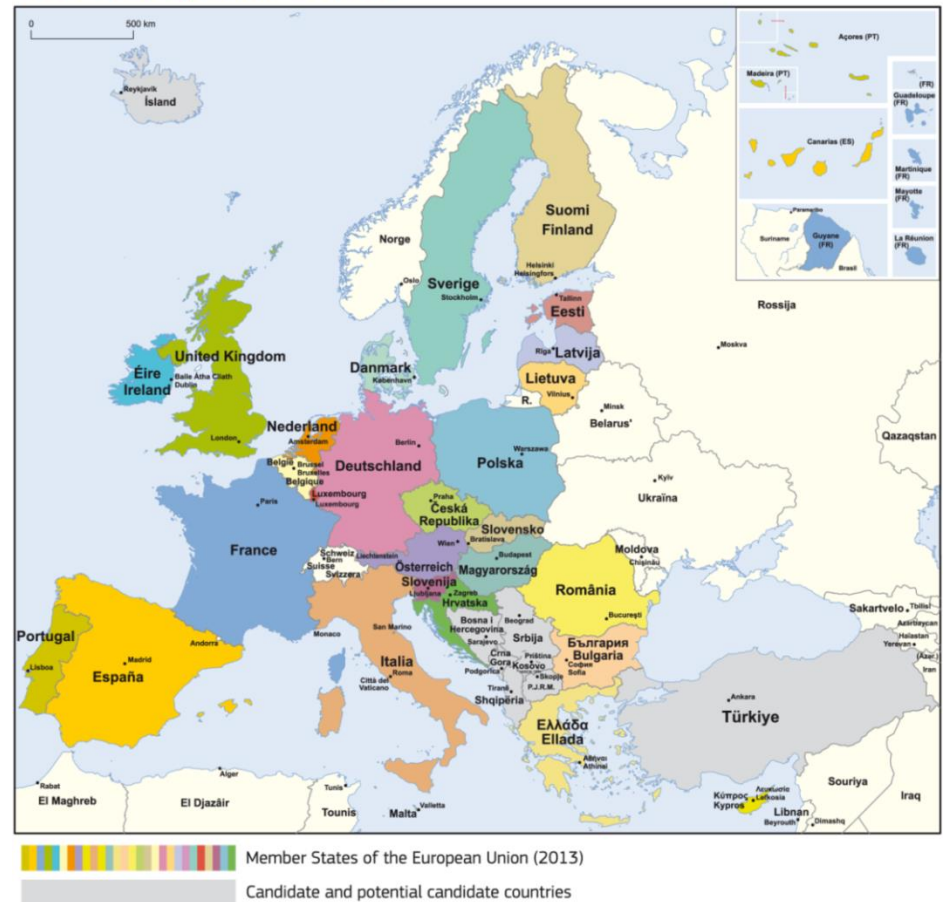 0 500 km
Reykjavik
Ísland
Açores (PT)
Madeira (PT)
(FR)
Guadeloupe
(FR)
Canarias (ES)
Martinique
(FR)
Mayotte
(FR)
Paramaribo
Suriname
Guyane
(FR)
Brasil
La Réunion
(FR)
Norge
Oslo
Suomi
Finland
Helsinki
Helsingfors
Sverige
Stockholm
Tallinn
Eesti
Rossija
Moskva
Rīga
Latvija
United Kingdom
Éire
Ireland
Baile Átha Cliath
Dublin
London
Danmark
København
Lietuva
Vilnius
R.
Minsk
Belarus'
Qazaqstan
Nederland
Amsterdam
Berlin
Deutschland
Warszawa
Polska
België
Brussel
Bruxelles
Belgique
Luxembourg
Luxembourg
Kyiv
Ukraïna
Paris
France
Praha
Česká
Republika
Slovensko
Bratislava
Wien
Österreich
Budapest
Magyarország
Schweiz
Bern
Suisse
Svizzera
Liechtenstein
Moldova
Chişinău
Slovenija
Ljubljana
Zagreb
Hrvatska
România
Bucureşti
Portugal
Lisboa
Madrid
España
Andorra
Monaco
San Marino
Italia
Roma
Città del
Vaticano
Bosna i
Hercegovina
Sarajevo
Beograd
Srbija
Crna
Gora
Podgorica
Priština
Kosovo
Skopje
P.J.R.M.
Tiranë
Shqipëria
България
Bulgaria
София
Sofia
Sakartvelo
Tbilisi
Azerbaycan
Haiastan
Yerevan
(Azer.)
Iran
Ankara
Türkiye
Ελλάδα
Ellada
Αθήνα
Athinai
Rabat
El Maghreb
Alger
El Djazâir
Tunis
Tounis
Malta
Valletta
Κύπρος
Kypros
Λευκωσία
Lefkosia
Libnan
Beyrouth
Dimashq
Souriya
Iraq
Member States of the European Union (2013)
Candidate and potential candidate countries